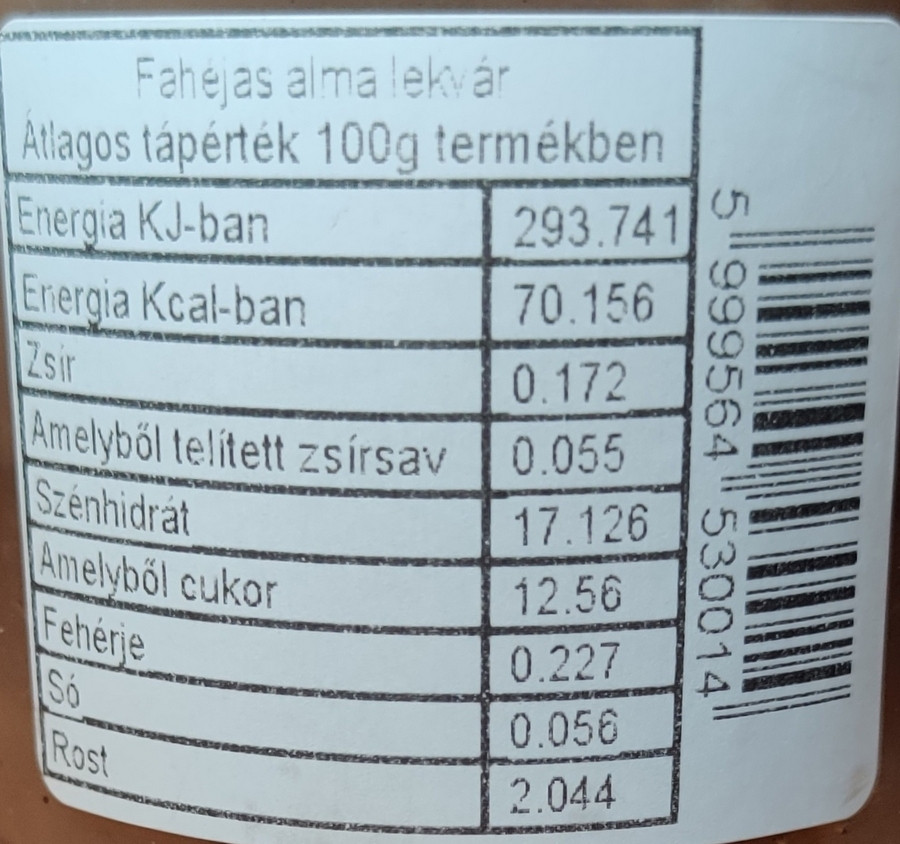 Fahéjas alma lekvár
Átlagos tápérték 100g termékben
Energia KJ-ban 293.741
Energia Kcal-ban 70.156
Zsír 0.172
Amelyből telített zsírsav 0.055
Szénhidrát 17.126
Amelyből cukor 12.56
Fehérje 0.227
Só 0.056
Rost 2.044
5 999564 530014